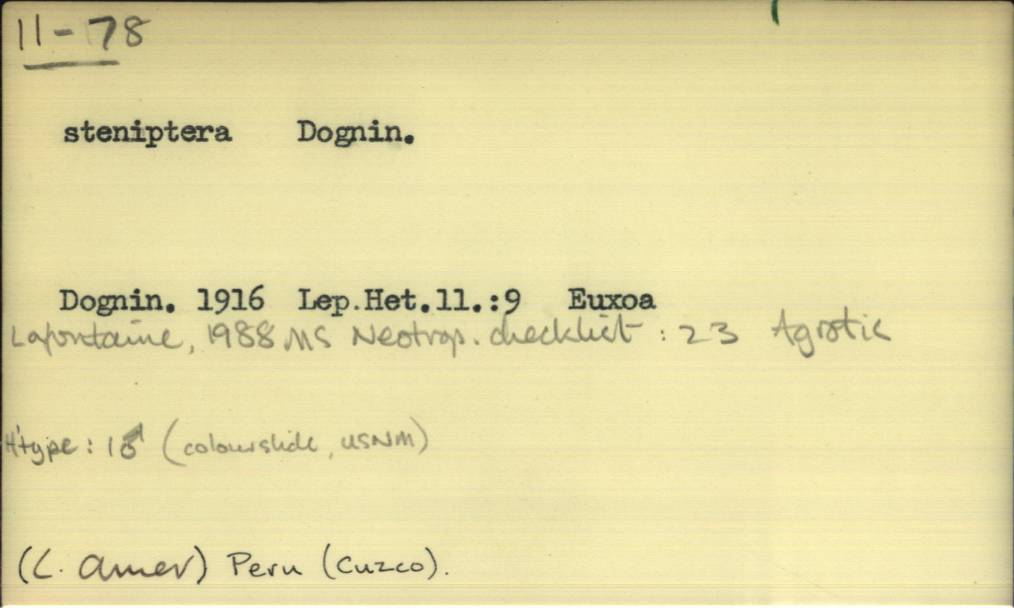 11-78
steniptera Dognin.
Dognin. 1916 Lep.Het.11.:9 Euxoa
Lafontaine, 1988 MS Neotrop. checklist : 23 Agrotis
H'type: 1♂ (colourslide, USNM)
(C. Amer) Peru (Cuzco).